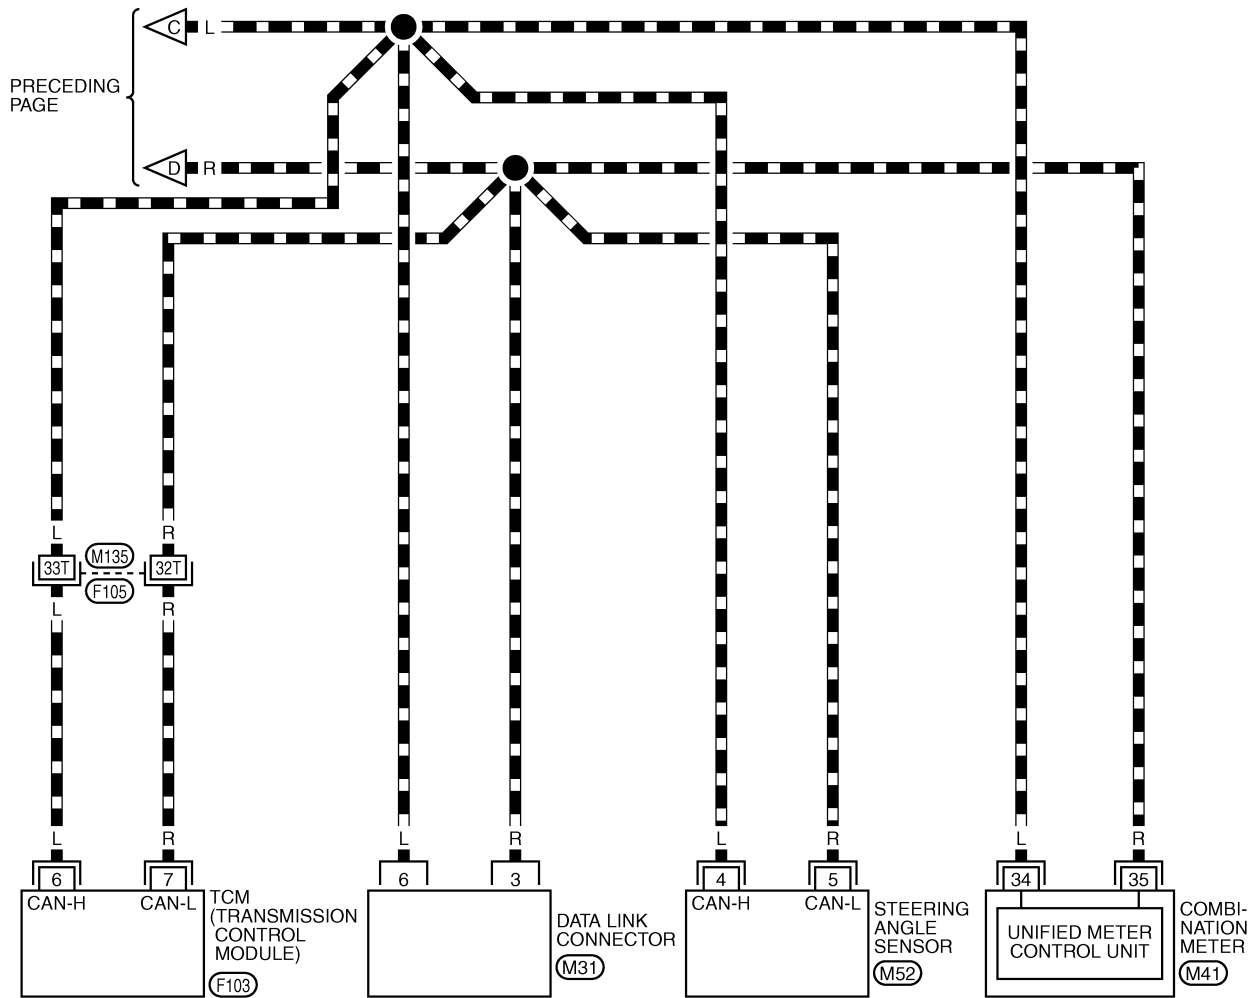 C L
PRECEDING
PAGE
D R
L R
33T M135 32T
F105
L R
L R L R L R L R
6 7 6 3 4 5 34 35
CAN-H CAN-L
TCM
(TRANSMISSION
CONTROL
MODULE)
F103
DATA LINK
CONNECTOR
M31
CAN-H CAN-L
STEERING
ANGLE
SENSOR
M52
UNIFIED METER
CONTROL UNIT
COMBI-
NATION
METER
M41